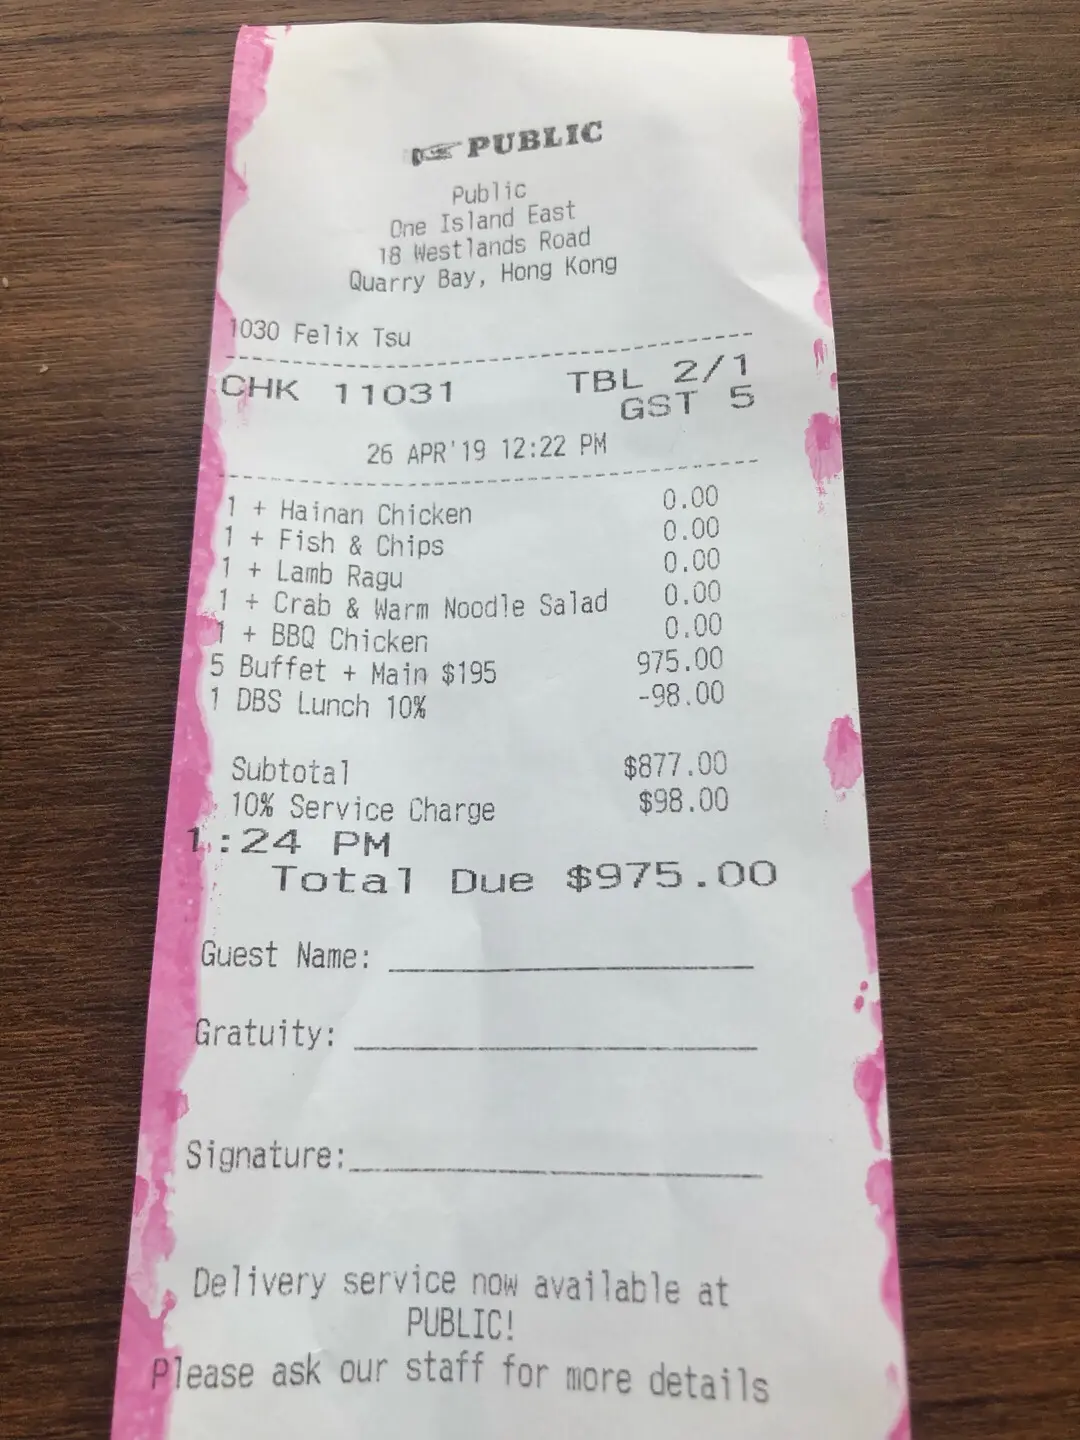 PUBLIC
Public
One Island East
18 Westlands Road
Quarry Bay, Hong Kong
1030 Felix Tsu
CHK 11031 TBL 2/1
GST 5
26 APR'19 12:22 PM
1 + Hainan Chicken 0.00
1 + Fish & Chips 0.00
1 + Lamb Ragu 0.00
1 + Crab & Warm Noodle Salad 0.00
1 + BBQ Chicken 0.00
5 Buffet + Main $195 975.00
1 DBS Lunch 10% -98.00
Subtotal $877.00
10% Service Charge $98.00
1:24 PM
Total Due $975.00
Guest Name:
Gratuity:
Signature:
Delivery service now available at
PUBLIC!
Please ask our staff for more details